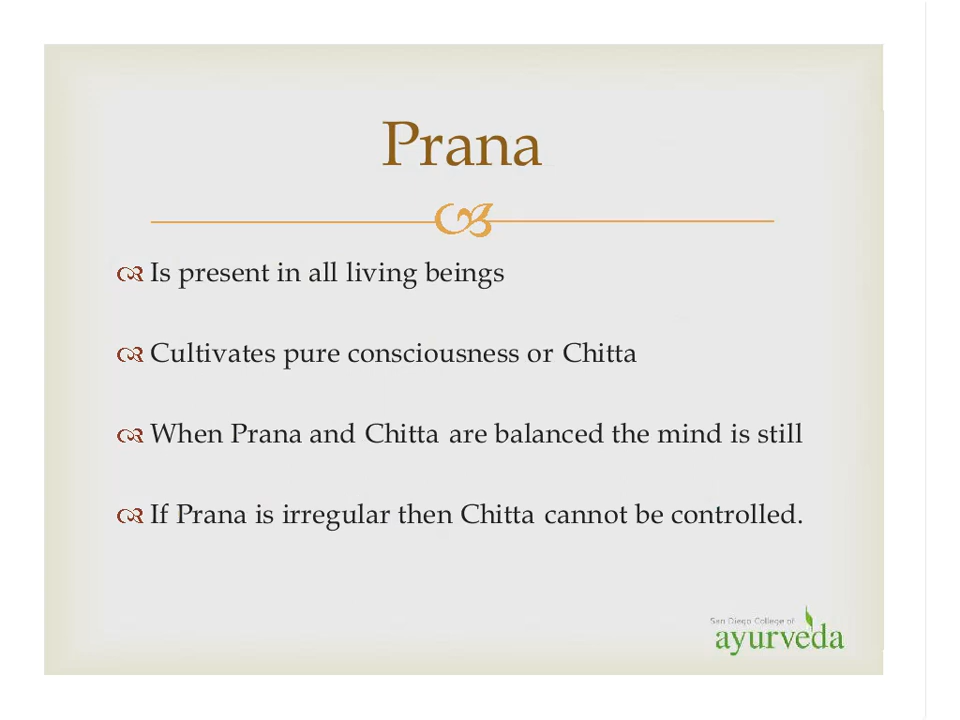 Prana
Is present in all living beings
Cultivates pure consciousness or Chitta
When Prana and Chitta are balanced the mind is still
If Prana is irregular then Chitta cannot be controlled.
San Diego College of
ayurveda